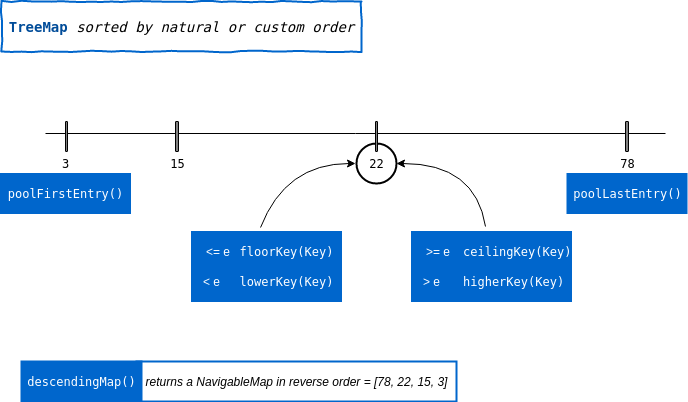 TreeMap sorted by natural or custom order
3 15 22 78
poolFirstEntry() poolLastEntry()
<= e floorKey(Key) >= e ceilingKey(Key)
< e lowerKey(Key) > e higherKey(Key)
descendingMap() returns a NavigableMap in reverse order = [78, 22, 15, 3]